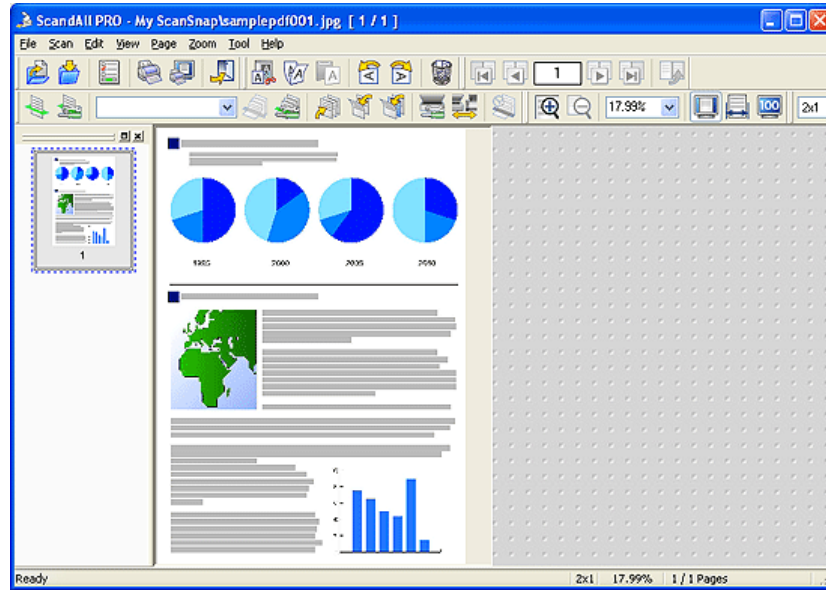 ScandAll PRO - My ScanSnap\samplepdf001.jpg [ 1 / 1 ]
File Scan Edit View Page Zoom Tool Help
1
17.99% 100 2x1
1995 2000 2005 2010
1
Ready 2x1 17.99% 1 / 1 Pages